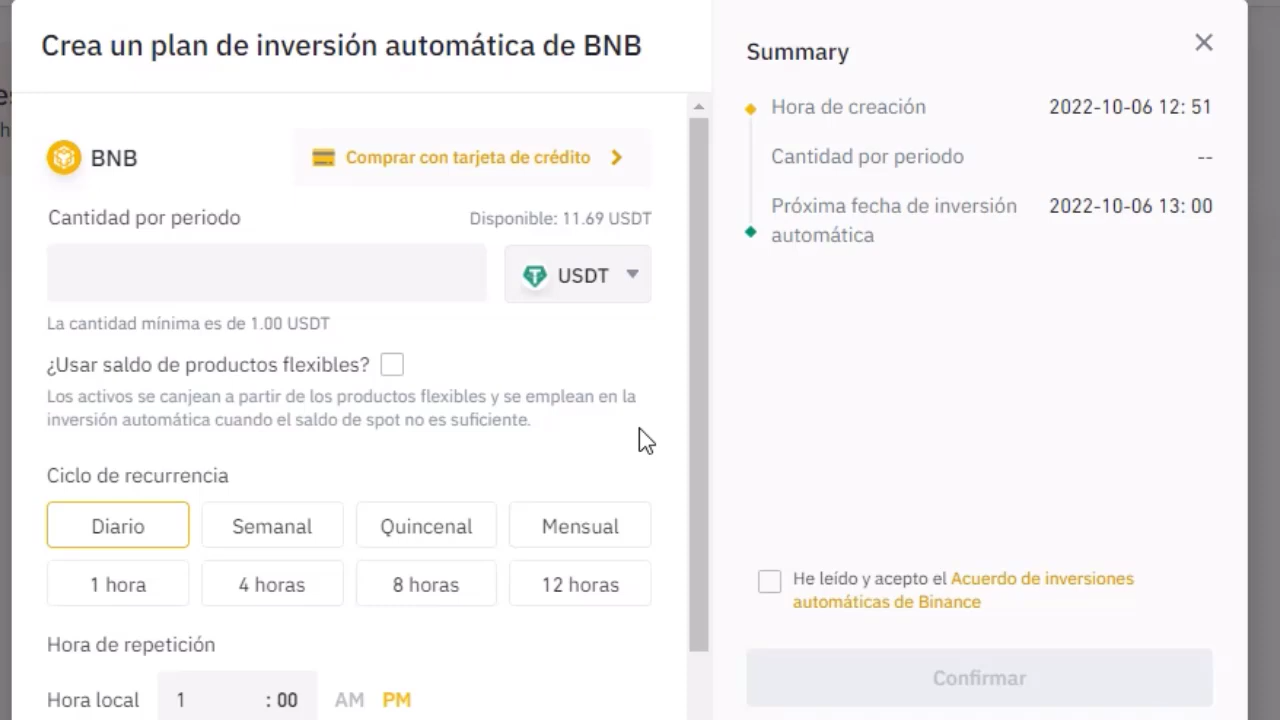 Crea un plan de inversión automática de BNB
BNB
Comprar con tarjeta de crédito
Cantidad por periodo
Disponible: 11.69 USDT
USDT
La cantidad mínima es de 1.00 USDT
¿Usar saldo de productos flexibles?
Los activos se canjean a partir de los productos flexibles y se emplean en la
inversión automática cuando el saldo de spot no es suficiente.
Ciclo de recurrencia
Diario
Semanal
Quincenal
Mensual
1 hora
4 horas
8 horas
12 horas
Hora de repetición
Hora local
1 : 00
AM
PM
Summary
Hora de creación
2022-10-06 12: 51
Cantidad por periodo
--
Próxima fecha de inversión
automática
2022-10-06 13: 00
He leído y acepto el Acuerdo de inversiones
automáticas de Binance
Confirmar